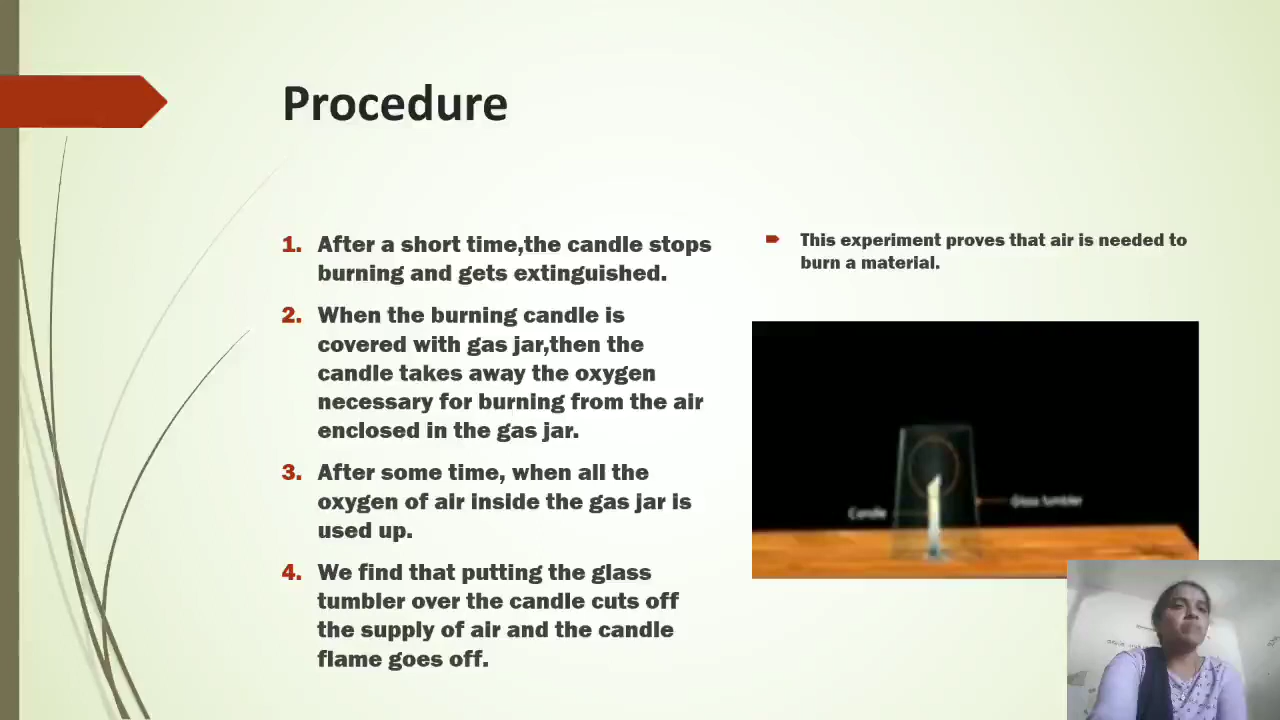 Procedure
1. After a short time,the candle stops
burning and gets extinguished.
2. When the burning candle is
covered with gas jar,then the
candle takes away the oxygen
necessary for burning from the air
enclosed in the gas jar.
3. After some time, when all the
oxygen of air inside the gas jar is
used up.
4. We find that putting the glass
tumbler over the candle cuts off
the supply of air and the candle
flame goes off.
This experiment proves that air is needed to
burn a material.
Candle
Glass tumbler